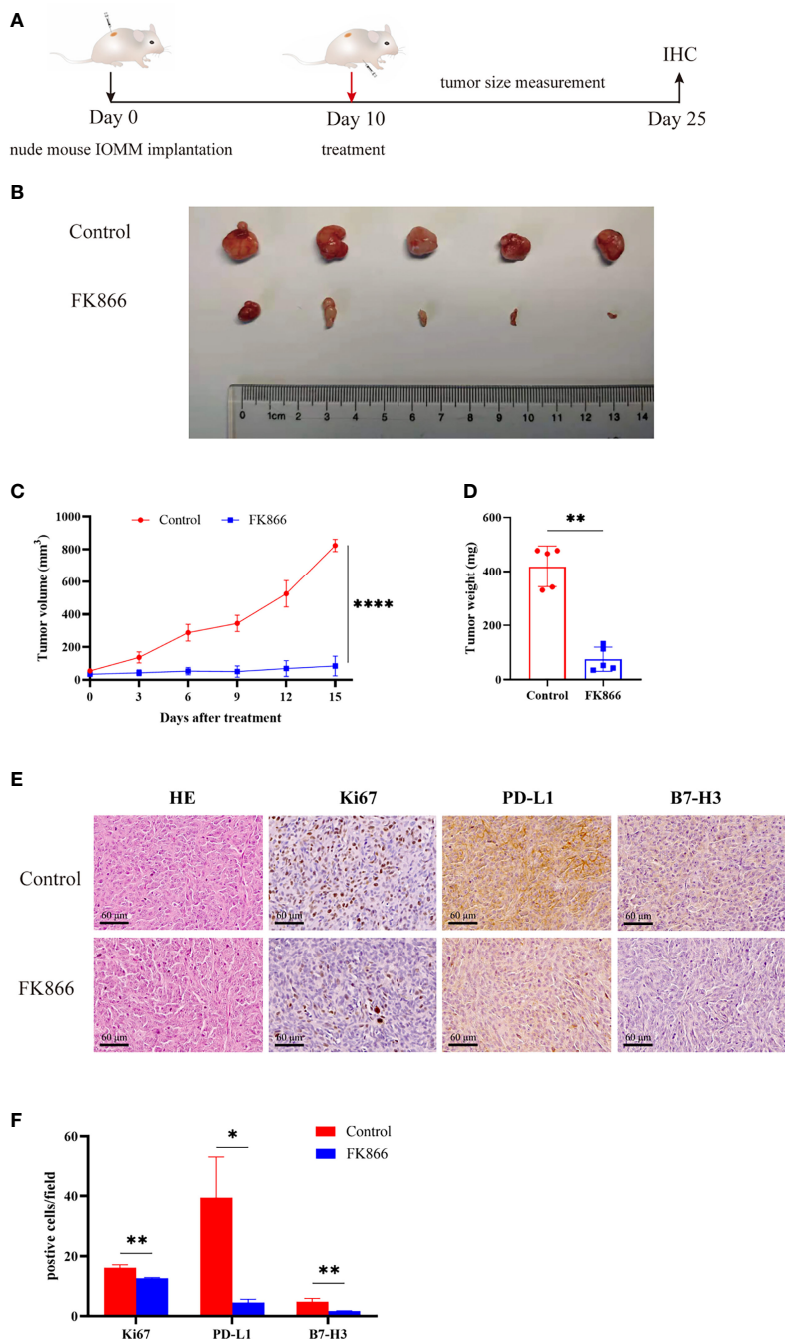 A
IHC
tumor size measurement
Day 0
Day 10
Day 25
nude mouse IOMM implantation
treatment
B
Control
FK866
0 1cm 2 3 4 5 6 7 8 9 10 11 12 13 14
C
Control
FK866
1000
800
600
400
200
0
Tumor volume (mm³)
****
0 3 6 9 12 15
Days after treatment
D
**
600
400
200
0
Tumor weight (mg)
Control FK866
E
HE Ki67 PD-L1 B7-H3
Control
60 μm 60 μm 60 μm 60 μm
FK866
60 μm 60 μm 60 μm 60 μm
F
Control
FK866
60
40
20
0
postive cells/field
**
*
**
Ki67 PD-L1 B7-H3